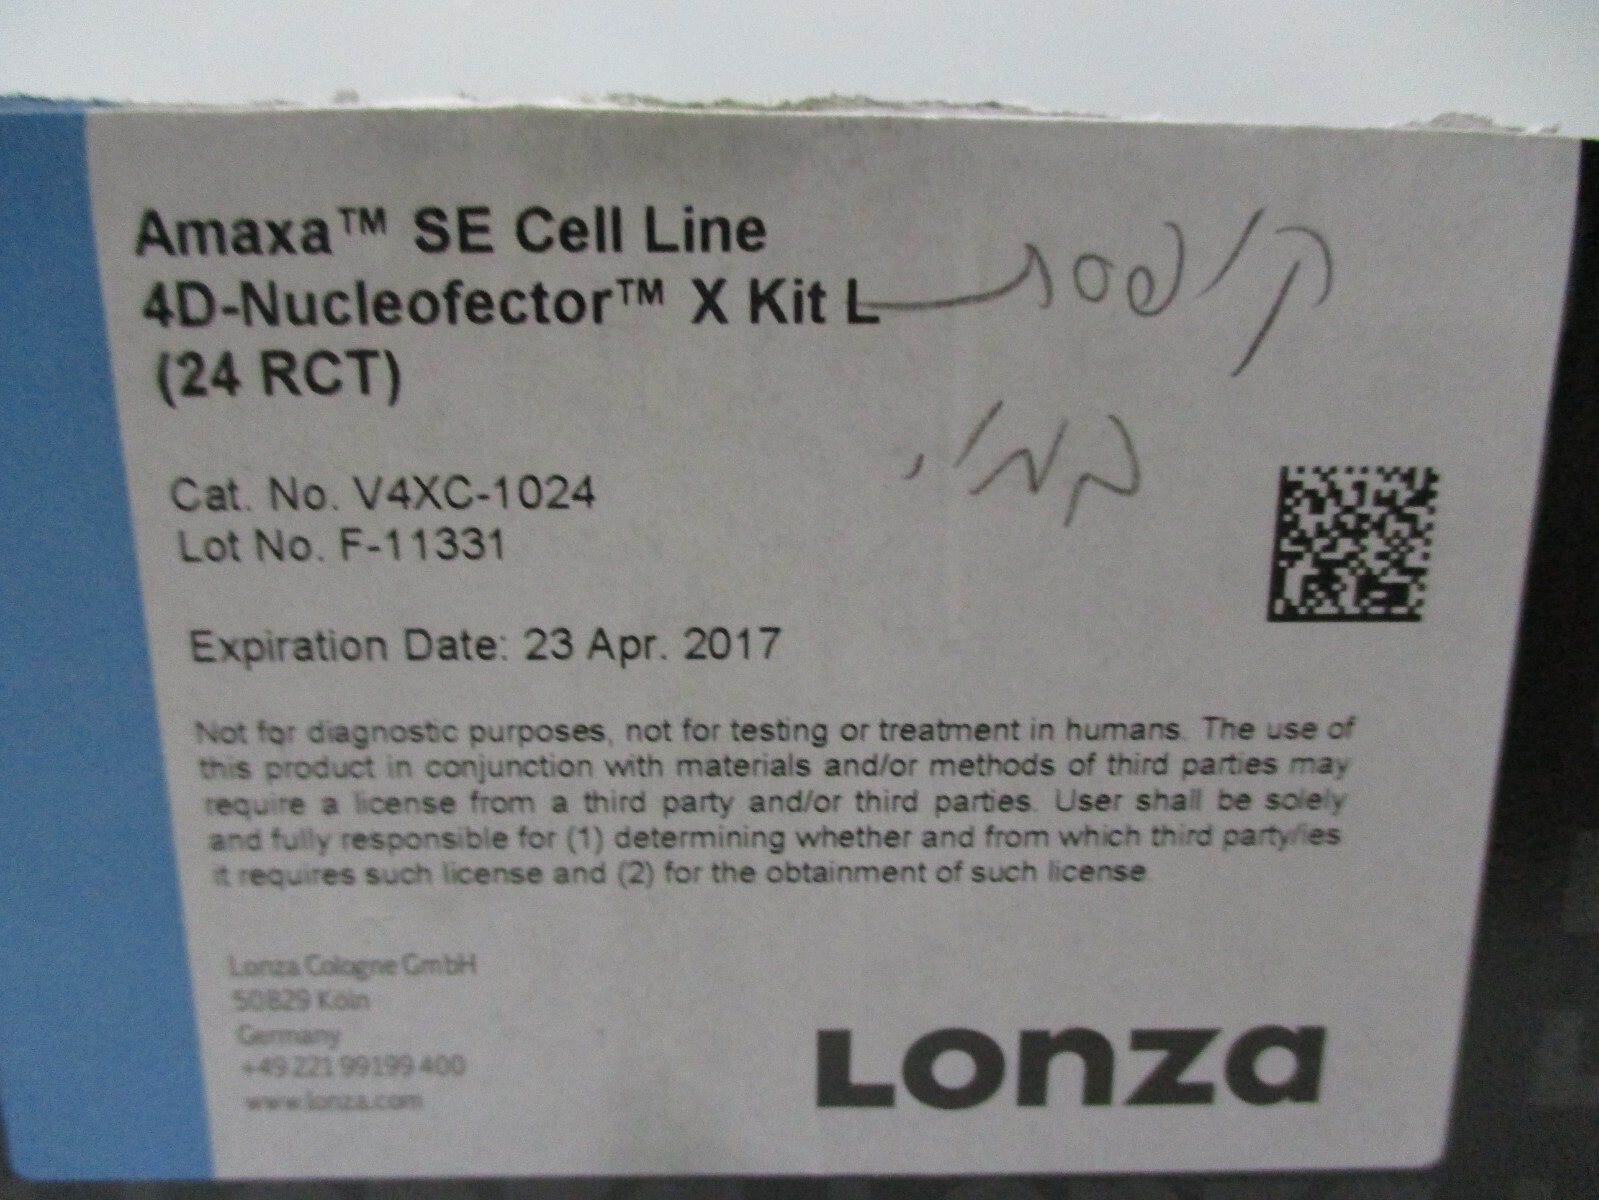 Amaxa™ SE Cell Line
4D-Nucleofector™ X Kit L
(24 RCT)
קופסת
Cat. No. V4XC-1024
Lot No. F-11331
Expiration Date: 23 Apr. 2017
Not for diagnostic purposes, not for testing or treatment in humans. The use of
this product in conjunction with materials and/or methods of third parties may
require a license from a third party and/or third parties. User shall be solely
and fully responsible for (1) determining whether and from which third party/ies
it requires such license and (2) for the obtainment of such license.
Lonza Cologne GmbH
50829 Köln
Germany
+49 221 99199 400
www.lonza.com
Lonza